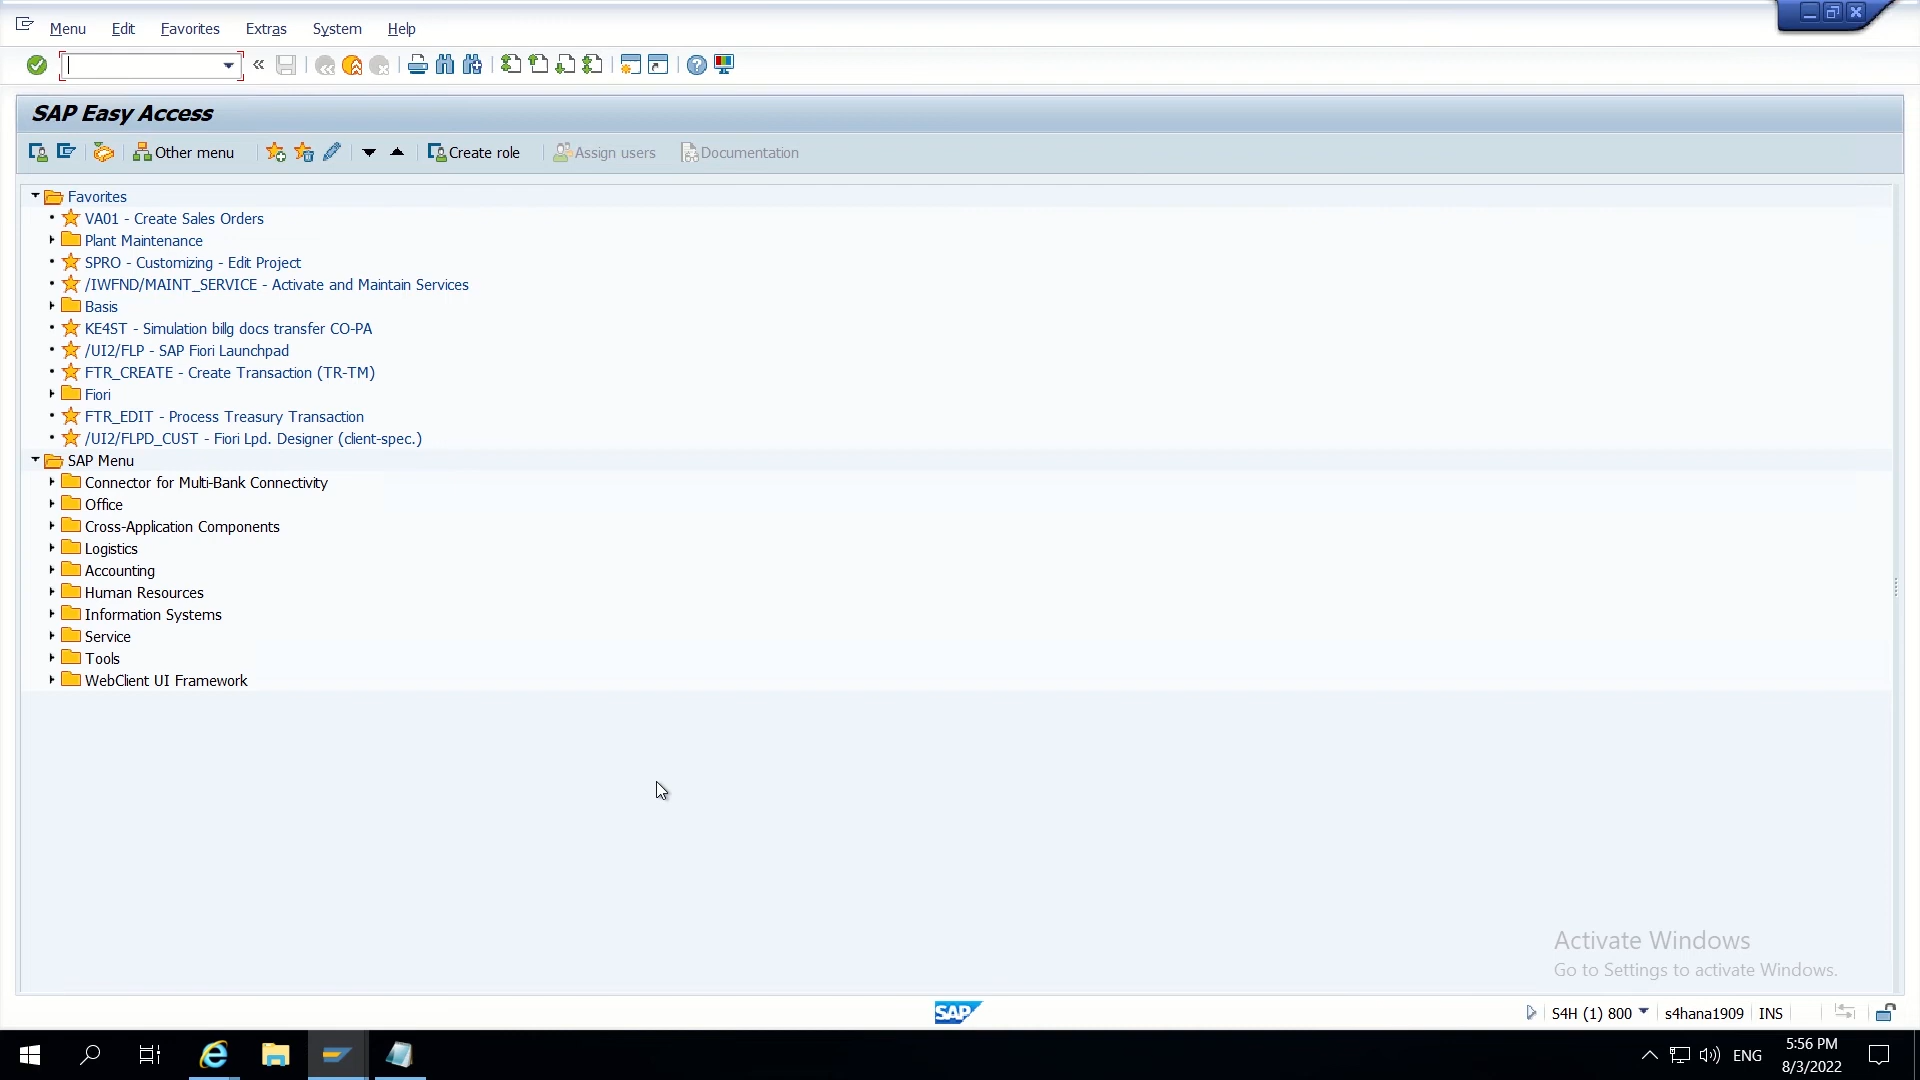 Menu Edit Favorites Extras System Help
SAP Easy Access
Other menu Create role Assign users Documentation
Favorites
VA01 - Create Sales Orders
Plant Maintenance
SPRO - Customizing - Edit Project
/IWFND/MAINT_SERVICE - Activate and Maintain Services
Basis
KE4ST - Simulation billg docs transfer CO-PA
/UI2/FLP - SAP Fiori Launchpad
FTR_CREATE - Create Transaction (TR-TM)
Fiori
FTR_EDIT - Process Treasury Transaction
/UI2/FLPD_CUST - Fiori Lpd. Designer (client-spec.)
SAP Menu
Connector for Multi-Bank Connectivity
Office
Cross-Application Components
Logistics
Accounting
Human Resources
Information Systems
Service
Tools
WebClient UI Framework
Activate Windows
Go to Settings to activate Windows.
SAP
S4H (1) 800 s4hana1909 INS
ENG
5:56 PM
8/3/2022